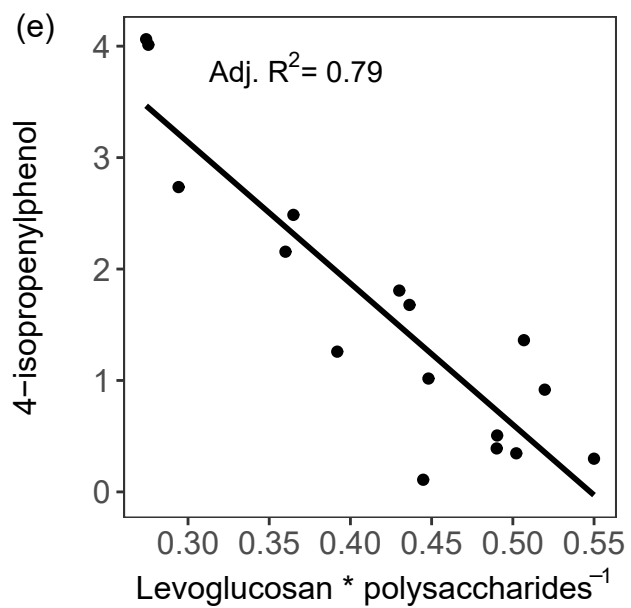 (e)
Adj. R²= 0.79
4−isopropenylphenol
4
3
2
1
0
0.30 0.35 0.40 0.45 0.50 0.55
Levoglucosan * polysaccharides⁻¹